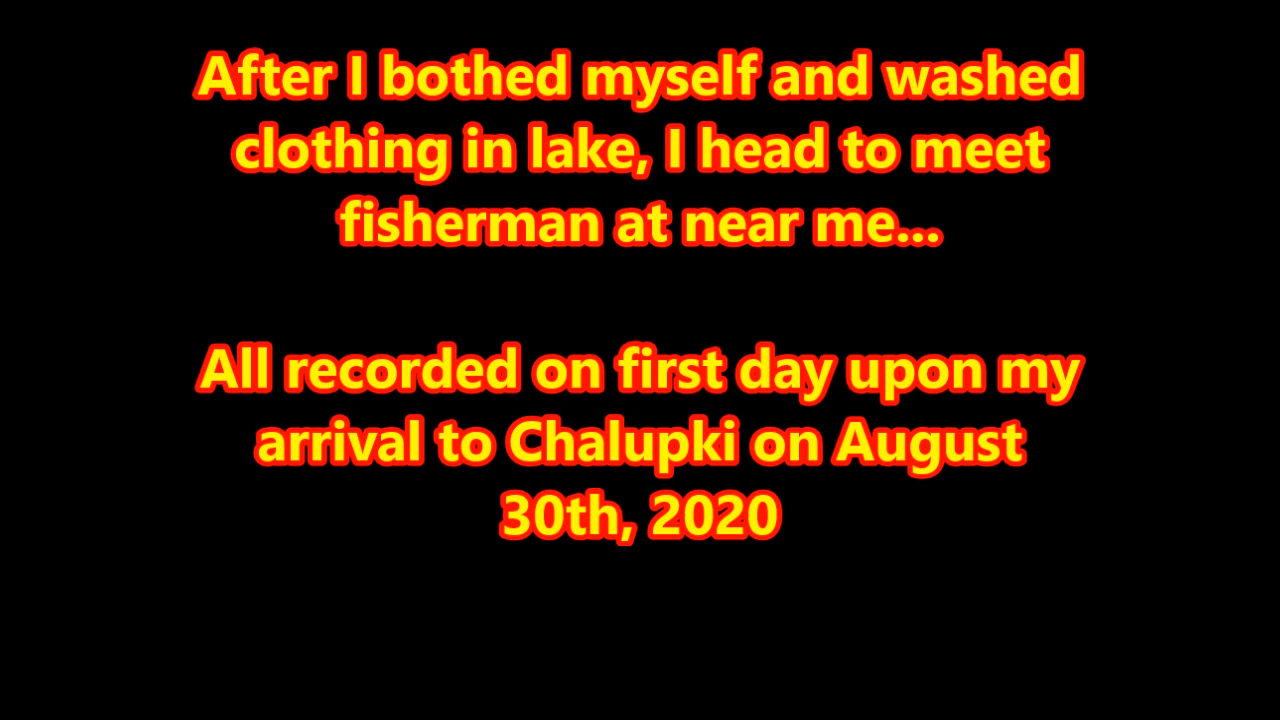 After I bothed myself and washed
clothing in lake, I head to meet
fisherman at near me...
All recorded on first day upon my
arrival to Chalupki on August
30th, 2020